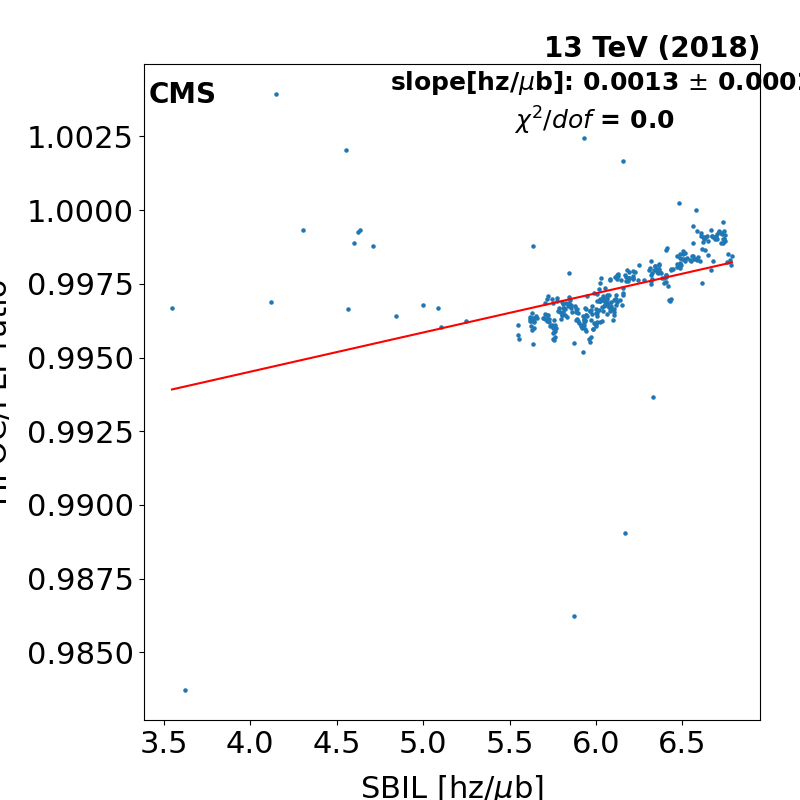 13 TeV (2018)
CMS
slope[hz/μb]: 0.0013 ± 0.000
χ²/dof = 0.0
1.0025
1.0000
0.9975
0.9950
0.9925
0.9900
0.9875
0.9850
3.5 4.0 4.5 5.0 5.5 6.0 6.5
SBIL [hz/μb]